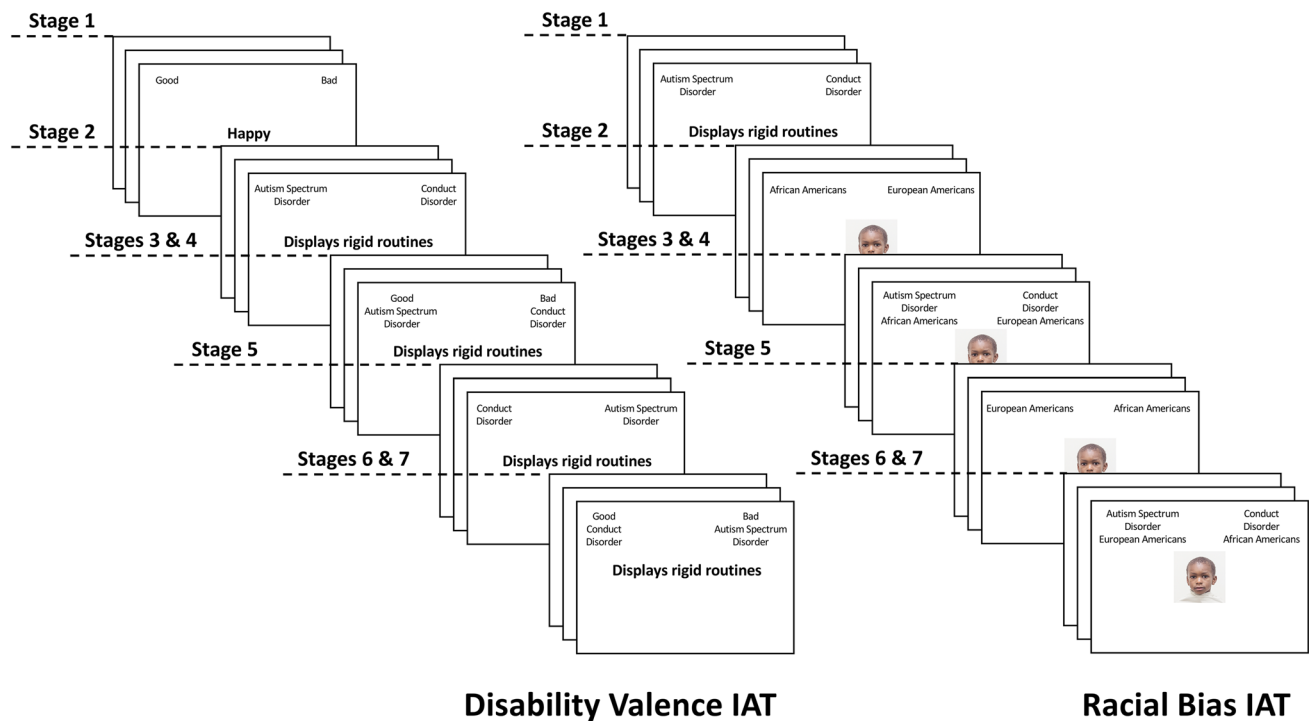 Stage 1
Good Bad
Happy
Stage 2
Autism Spectrum Conduct
Disorder Disorder
Displays rigid routines
Stages 3 & 4
Good Bad
Autism Spectrum Conduct
Disorder Disorder
Displays rigid routines
Stage 5
Conduct Autism Spectrum
Disorder Disorder
Displays rigid routines
Stages 6 & 7
Good Bad
Conduct Autism Spectrum
Disorder Disorder
Displays rigid routines
Disability Valence IAT
Stage 1
Autism Spectrum Conduct
Disorder Disorder
Displays rigid routines
Stage 2
African Americans European Americans
Stages 3 & 4
Autism Spectrum Conduct
Disorder Disorder
African Americans European Americans
Stage 5
European Americans African Americans
Stages 6 & 7
Autism Spectrum Conduct
Disorder Disorder
European Americans African Americans
Racial Bias IAT